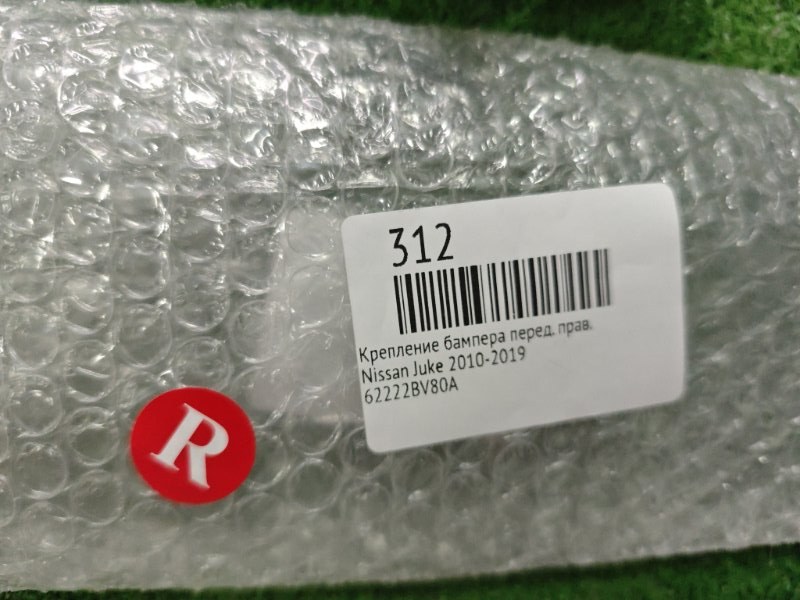 312
Крепление бампера перед. прав.
Nissan Juke 2010-2019
62222BV80A
R